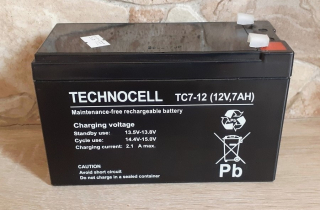 TECHNOCELL TC7-12 (12V,7AH)
Maintenance-free rechargeable battery
Charging voltage
Standby use: 13.5V-13.8V
Cycle use: 14.4V-15.0V
Charging current: 2.1 A max.
Pb
CAUTION
Avoid short circuit
Do not charge in a sealed container